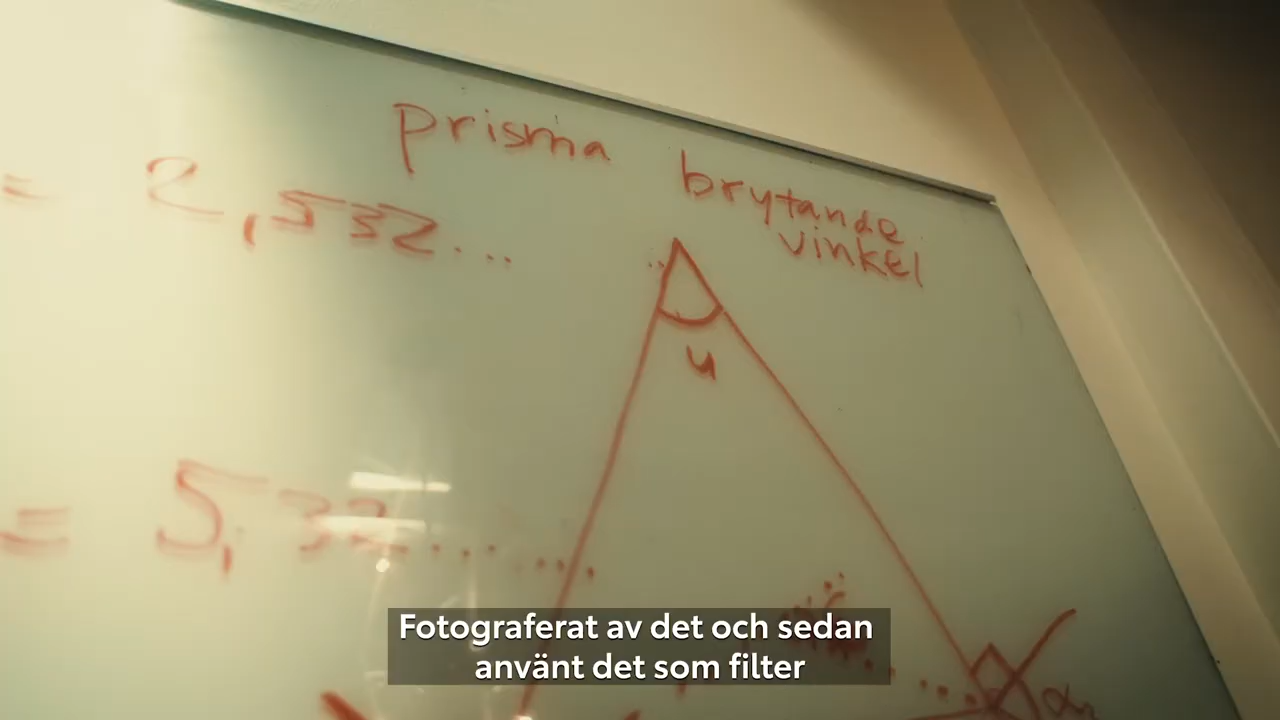 prisma
brytande
vinkel
= 2,532...
u
= 5,32......
Fotograferat av det och sedan
använt det som filter